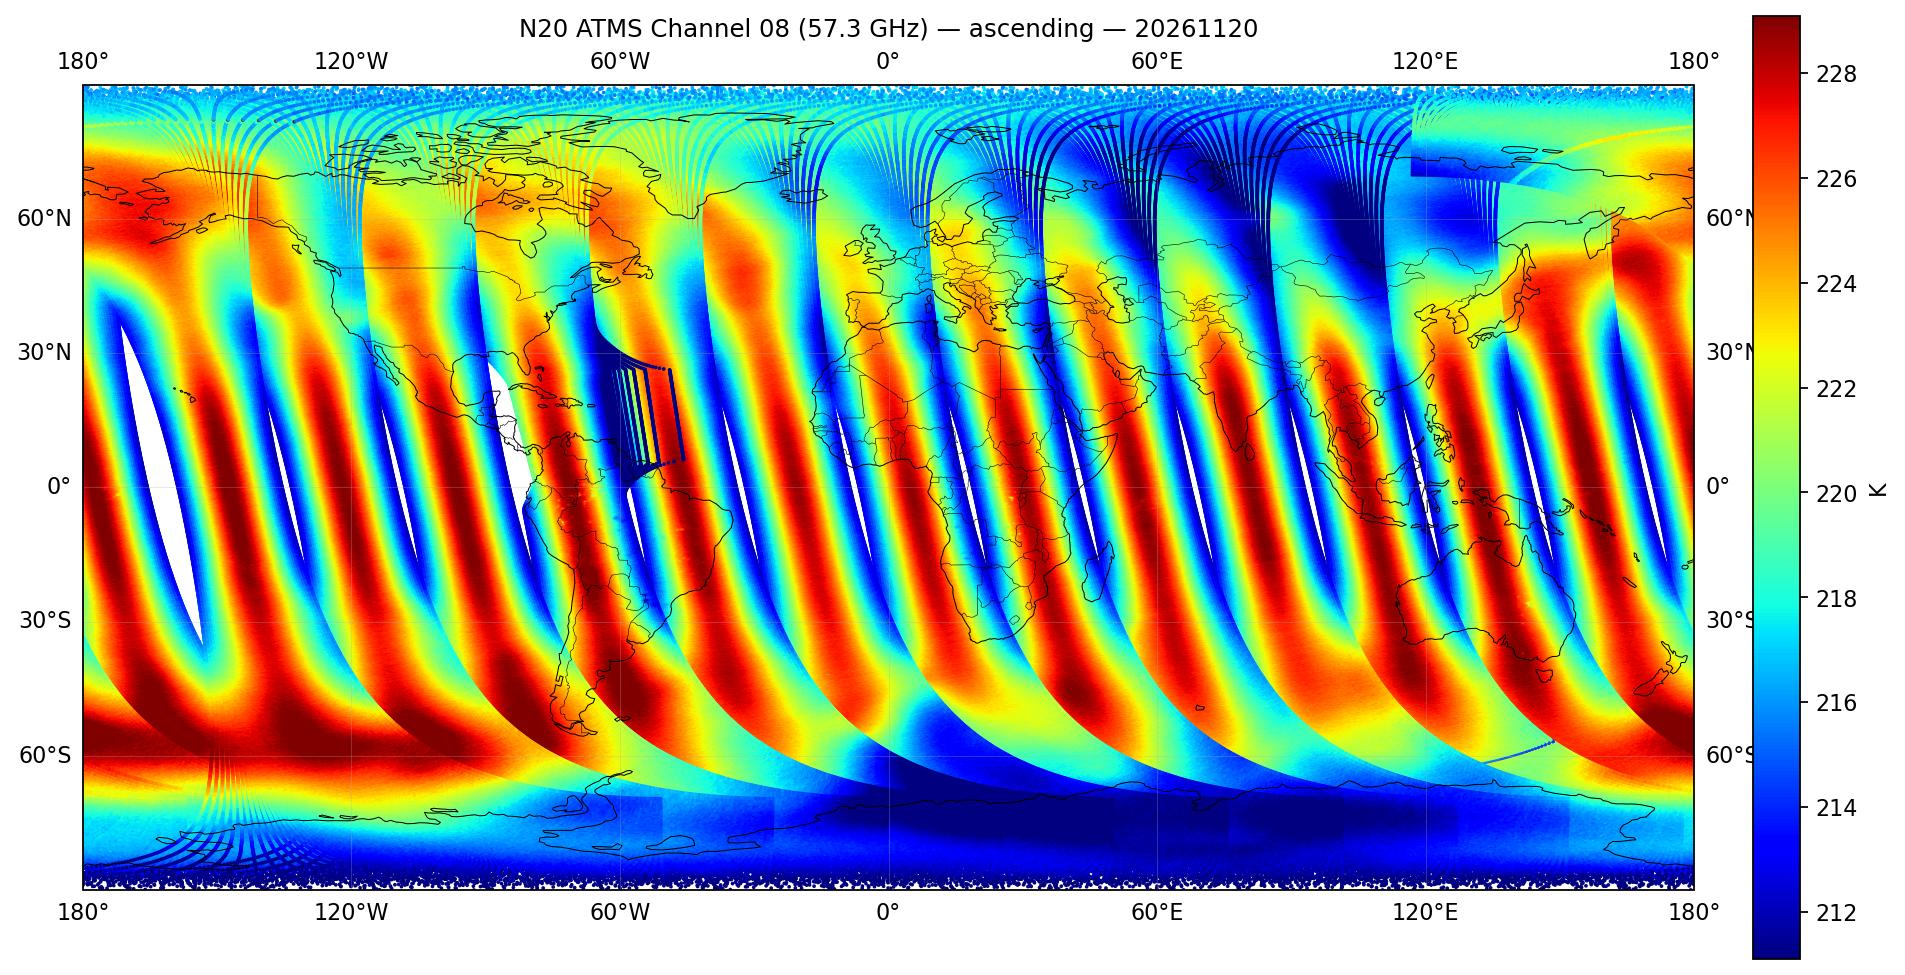 N20 ATMS Channel 08 (57.3 GHz) — ascending — 20261120
180° 120°W 60°W 0° 60°E 120°E 180°
60°N 60°N
30°N 30°N
0° 0°
30°S 30°S
60°S 60°S
180° 120°W 60°W 0° 60°E 120°E 180°
228
226
224
222
220
218
216
214
212
K